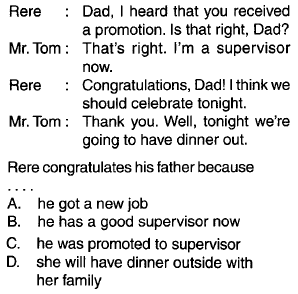 Rere : Dad, I heard that you received
a promotion. Is that right, Dad?
Mr. Tom : That's right. I'm a supervisor
now.
Rere : Congratulations, Dad! I think we
should celebrate tonight.
Mr. Tom : Thank you. Well, tonight we're
going to have dinner out.
Rere congratulates his father because
. . . .
A. he got a new job
B. he has a good supervisor now
C. he was promoted to supervisor
D. she will have dinner outside with
her family